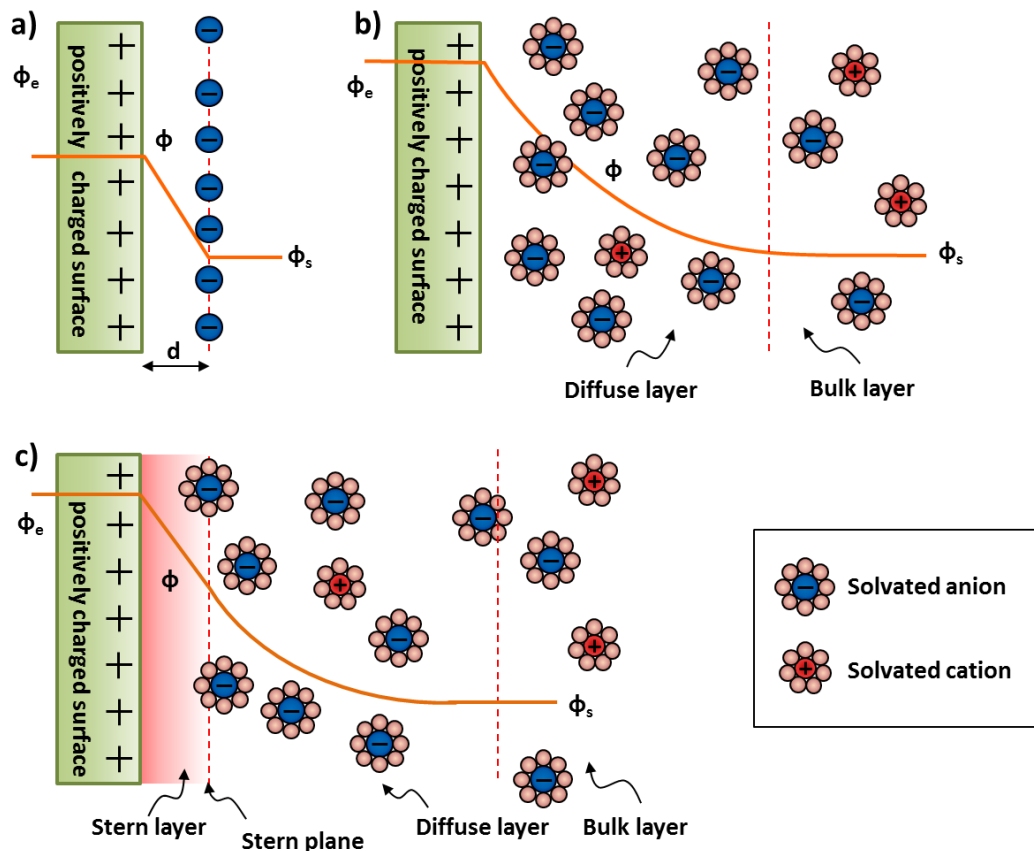 a)
ϕe
positively charged surface
+
+
+
+
+
+
+
ϕ
−
−
−
−
−
−
−
ϕs
d
b)
ϕe
positively charged surface
+
+
+
+
+
+
+
ϕ
−
−
−
−
−
−
−
−
−
−
+
+
+
ϕs
Diffuse layer
Bulk layer
c)
ϕe
positively charged surface
+
+
+
+
+
+
+
ϕ
−
−
−
−
−
−
−
−
−
−
+
+
+
ϕs
Stern layer
Stern plane
Diffuse layer
Bulk layer
− Solvated anion
+ Solvated cation